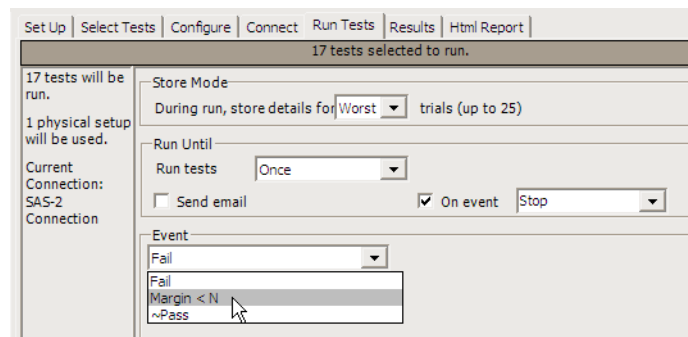 Set Up Select Tests Configure Connect Run Tests Results Html Report
17 tests selected to run.
17 tests will be
run.
1 physical setup
will be used.
Current
Connection:
SAS-2
Connection
Store Mode
During run, store details for Worst trials (up to 25)
Run Until
Run tests Once
Send email On event Stop
Event
Fail
Fail
Margin < N
~Pass